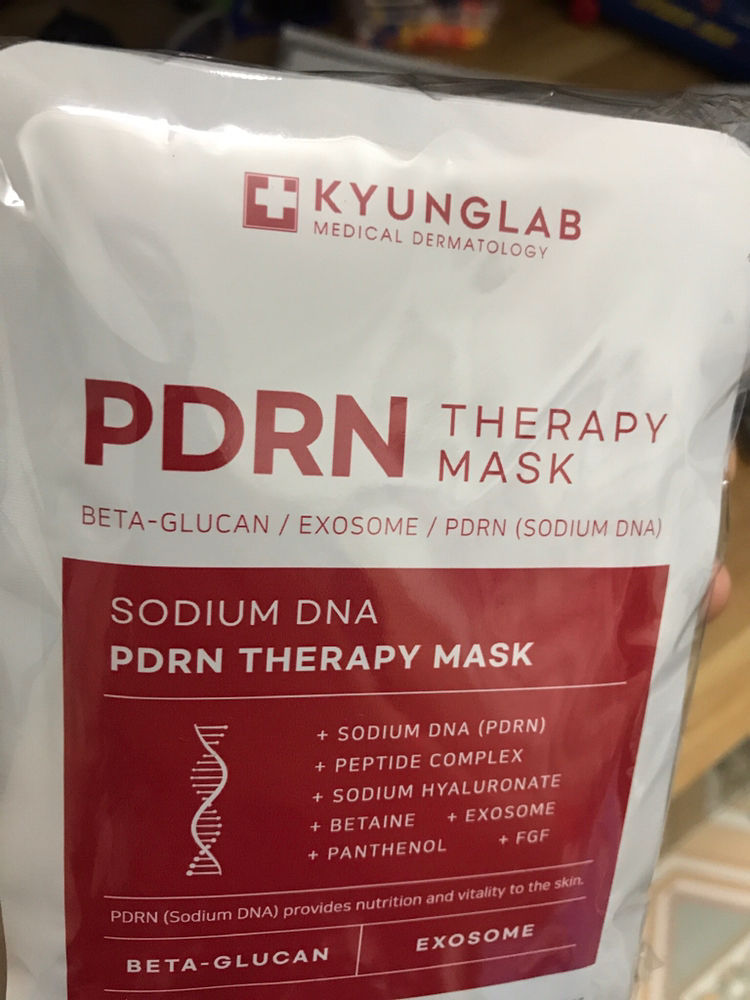 KYUNGLAB
MEDICAL DERMATOLOGY
PDRN THERAPY MASK
BETA-GLUCAN / EXOSOME / PDRN (SODIUM DNA)
SODIUM DNA
PDRN THERAPY MASK
+ SODIUM DNA (PDRN)
+ PEPTIDE COMPLEX
+ SODIUM HYALURONATE
+ BETAINE + EXOSOME
+ PANTHENOL + FGF
PDRN (Sodium DNA) provides nutrition and vitality to the skin.
BETA-GLUCAN EXOSOME